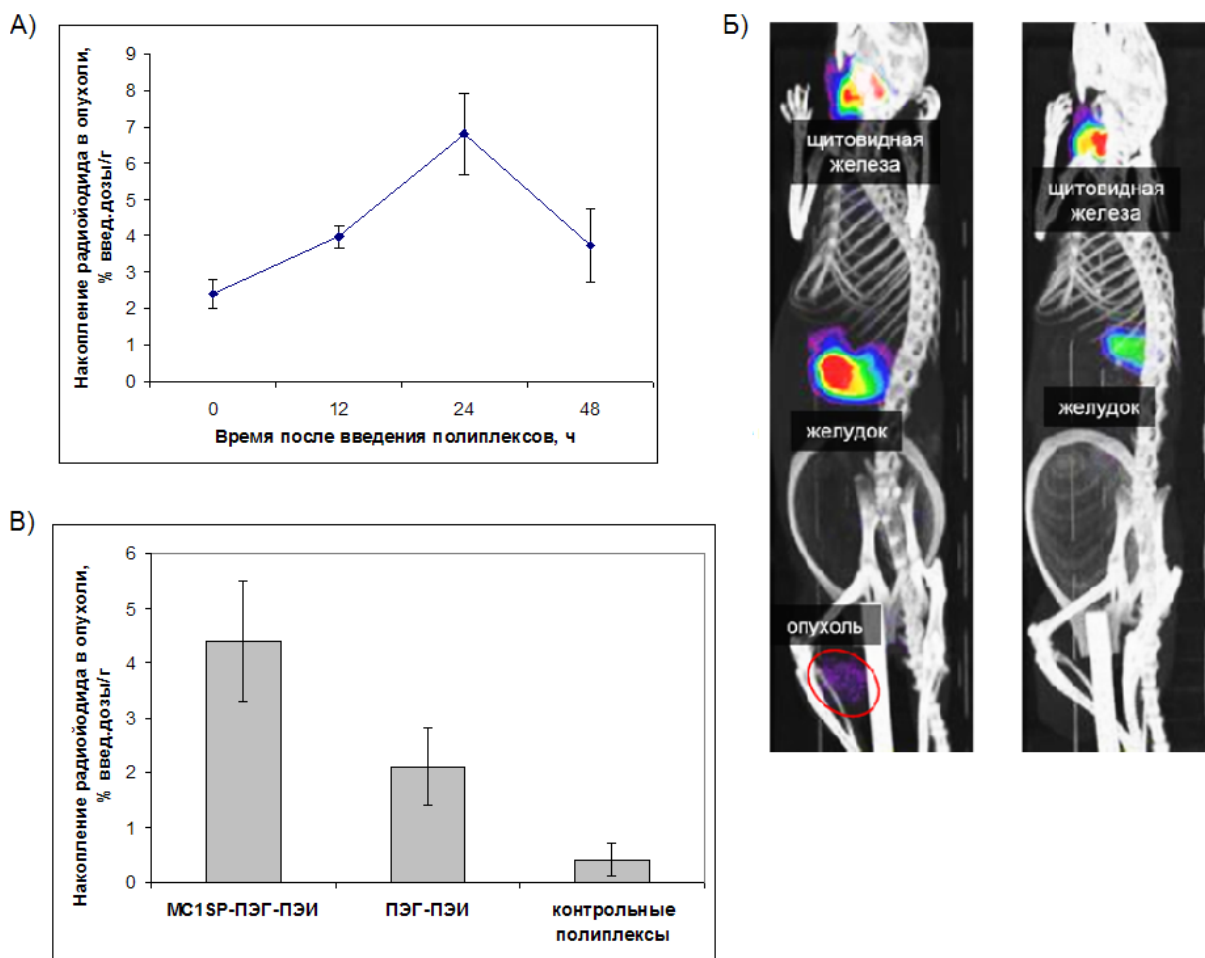 А)
Накопление радиойодида в опухоли,
% введ.дозы/г
9
8
7
6
5
4
3
2
1
0
0 12 24 48
Время после введения полиплексов, ч
Б)
щитовидная
железа
желудок
опухоль
щитовидная
железа
желудок
В)
Накопление радиойодида в опухоли,
% введ.дозы/г
6
5
4
3
2
1
0
MC1SP-ПЭГ-ПЭИ ПЭГ-ПЭИ контрольные
полиплексы